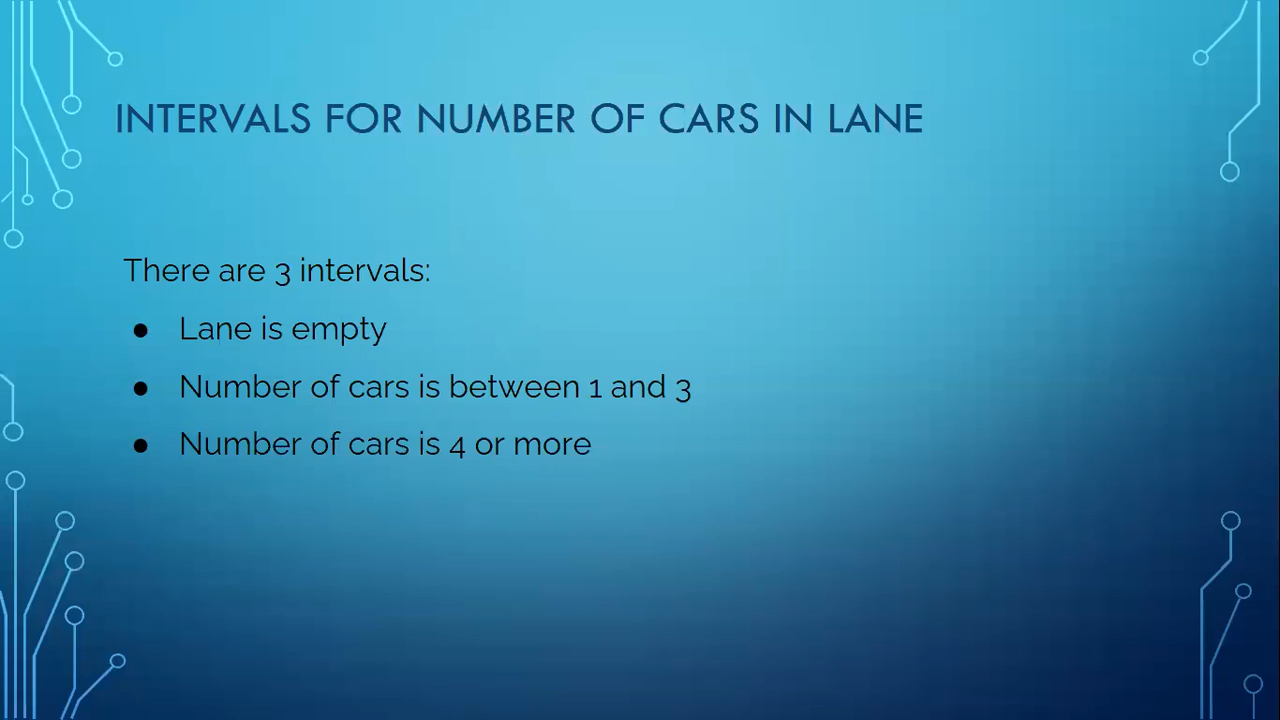 INTERVALS FOR NUMBER OF CARS IN LANE
There are 3 intervals:
● Lane is empty
● Number of cars is between 1 and 3
● Number of cars is 4 or more